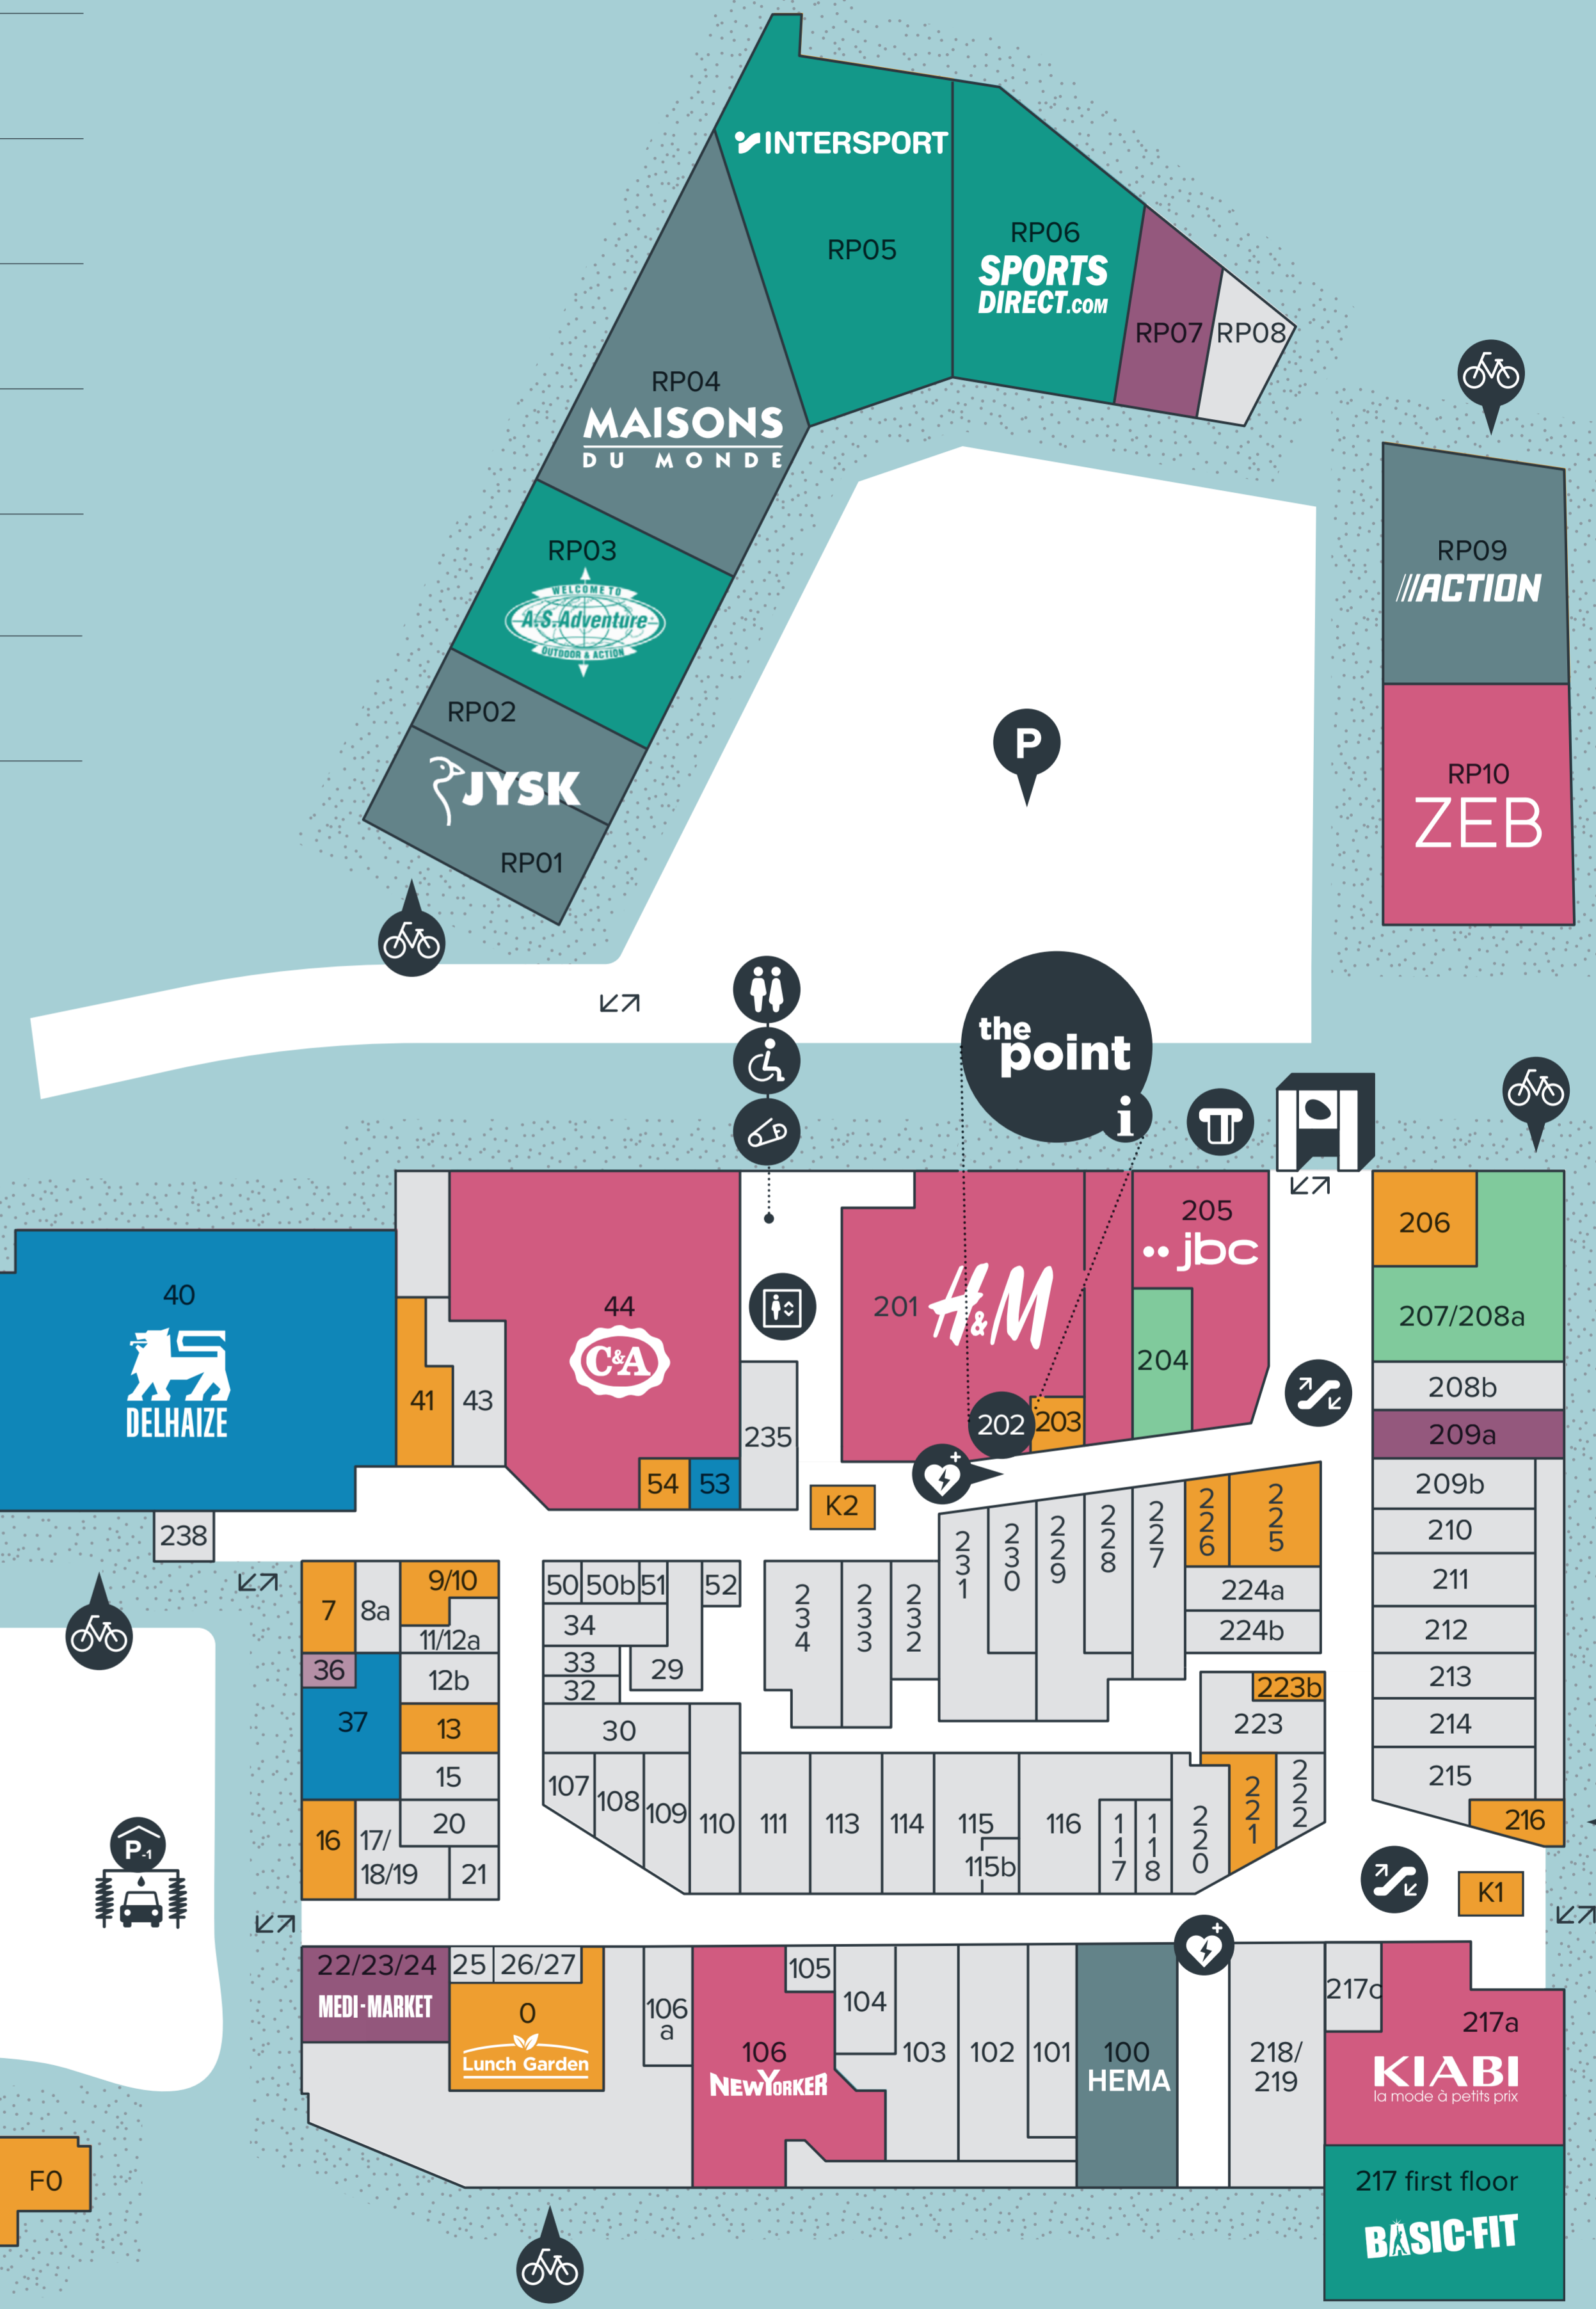 INTERSPORT
RP05
RP06
SPORTS
DIRECT.COM
RP07
RP08
RP04
MAISONS
DU MONDE
RP03
WELCOME TO
A.S.Adventure
OUTDOOR & ACTION
RP02
JYSK
RP01
RP09
ACTION
RP10
ZEB
P
the
point
i
40
DELHAIZE
41
43
44
C&A
54
53
235
K2
201
H&M
202
203
204
205
jbc
206
207/208a
208b
209a
209b
210
211
212
213
214
215
216
K1
238
7
8a
9/10
11/12a
36
37
12b
13
15
16
17/
18/19
20
21
50
50b
51
52
34
33
32
29
30
107
108
109
110
111
113
114
115
115b
116
117
118
220
221
222
223
223b
224a
224b
225
226
227
228
229
230
231
232
233
234
P-1
22/23/24
MEDI-MARKET
25
26/27
0
Lunch Garden
106
a
106
NEWYORKER
105
104
103
102
101
100
HEMA
218/
219
217c
217a
KIABI
la mode à petits prix
217 first floor
BASIC-FIT
F0